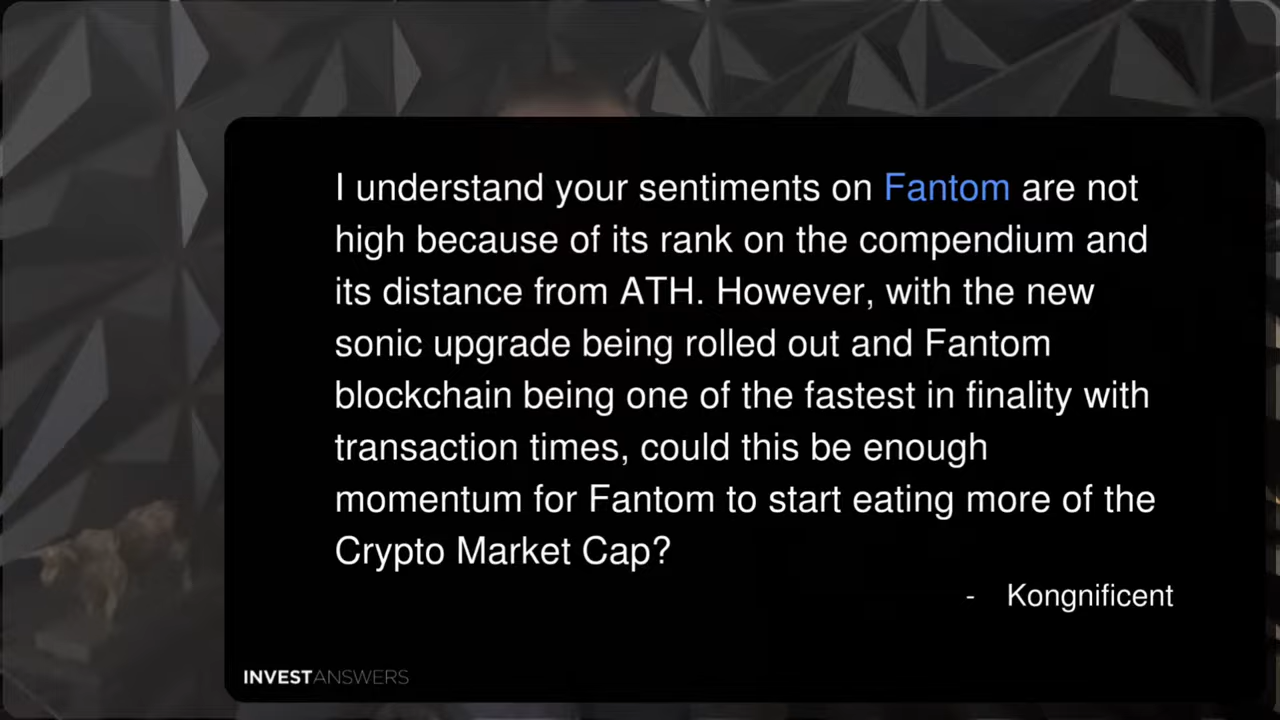 I understand your sentiments on Fantom are not
high because of its rank on the compendium and
its distance from ATH. However, with the new
sonic upgrade being rolled out and Fantom
blockchain being one of the fastest in finality with
transaction times, could this be enough
momentum for Fantom to start eating more of the
Crypto Market Cap?
- Kongnificent
INVESTANSWERS